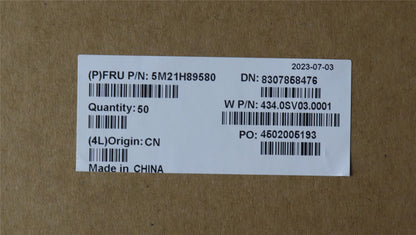 2023-07-03
(P)FRU P/N: 5M21H89580 DN: 8307858476
Quantity: 50 W P/N: 434.0SV03.0001
(4L)Origin: CN PO: 4502005193
Made in CHINA